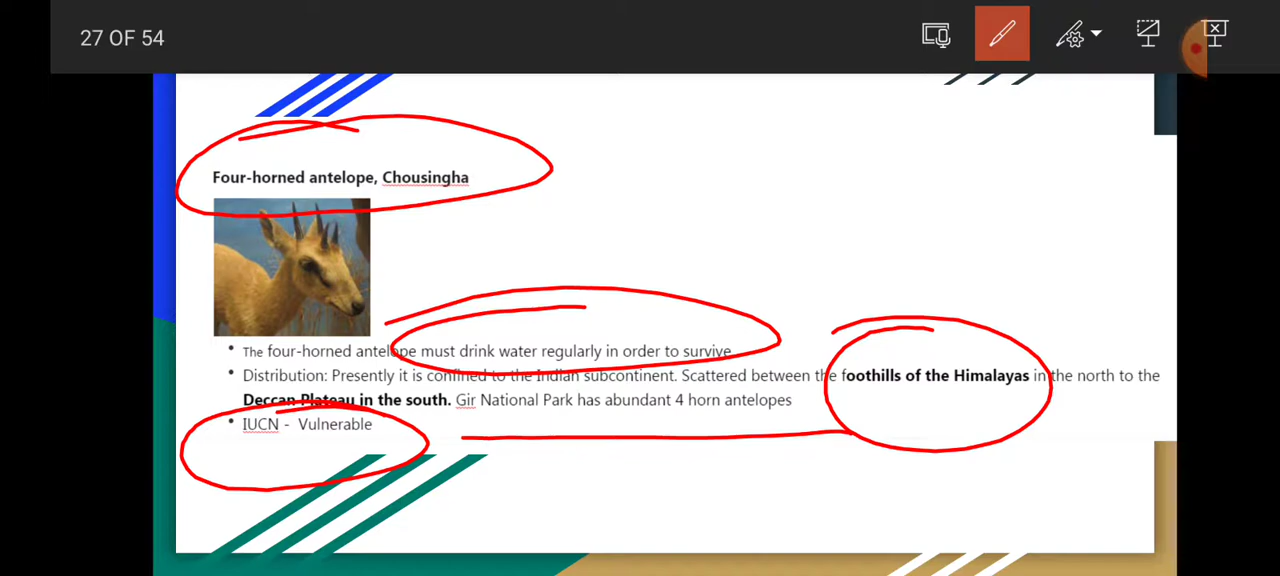 27 OF 54
Four-horned antelope, Chousingha
• The four-horned antelope must drink water regularly in order to survive
• Distribution: Presently it is confined to the Indian subcontinent. Scattered between the foothills of the Himalayas in the north to the
Deccan Plateau in the south. Gir National Park has abundant 4 horn antelopes
• IUCN - Vulnerable